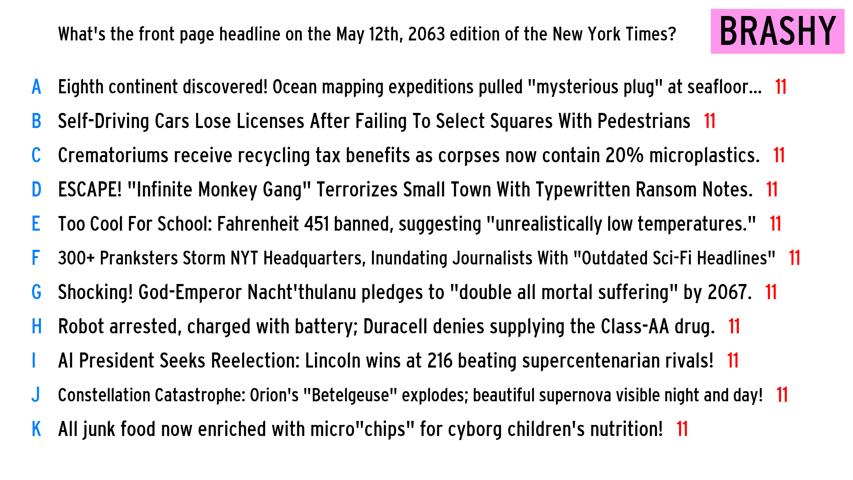 What's the front page headline on the May 12th, 2063 edition of the New York Times?
BRASHY
A Eighth continent discovered! Ocean mapping expeditions pulled "mysterious plug" at seafloor... 11
B Self-Driving Cars Lose Licenses After Failing To Select Squares With Pedestrians 11
C Crematoriums receive recycling tax benefits as corpses now contain 20% microplastics. 11
D ESCAPE! "Infinite Monkey Gang" Terrorizes Small Town With Typewritten Ransom Notes. 11
E Too Cool For School: Fahrenheit 451 banned, suggesting "unrealistically low temperatures." 11
F 300+ Pranksters Storm NYT Headquarters, Inundating Journalists With "Outdated Sci-Fi Headlines" 11
G Shocking! God-Emperor Nacht'thulanu pledges to "double all mortal suffering" by 2067. 11
H Robot arrested, charged with battery; Duracell denies supplying the Class-AA drug. 11
I AI President Seeks Reelection: Lincoln wins at 216 beating supercentenarian rivals! 11
J Constellation Catastrophe: Orion's "Betelgeuse" explodes; beautiful supernova visible night and day! 11
K All junk food now enriched with micro"chips" for cyborg children's nutrition! 11